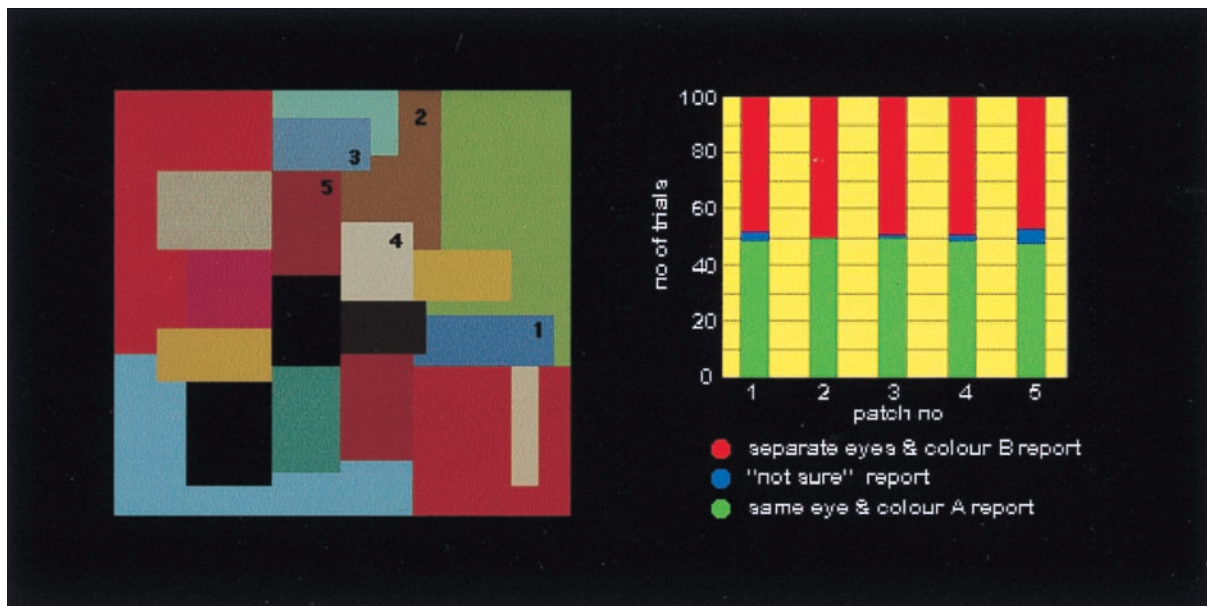 2
3
5
4
1
100
80
60
40
20
0
no of trials
1 2 3 4 5
patch no
separate eyes & colour B report
"not sure" report
same eye & colour A report